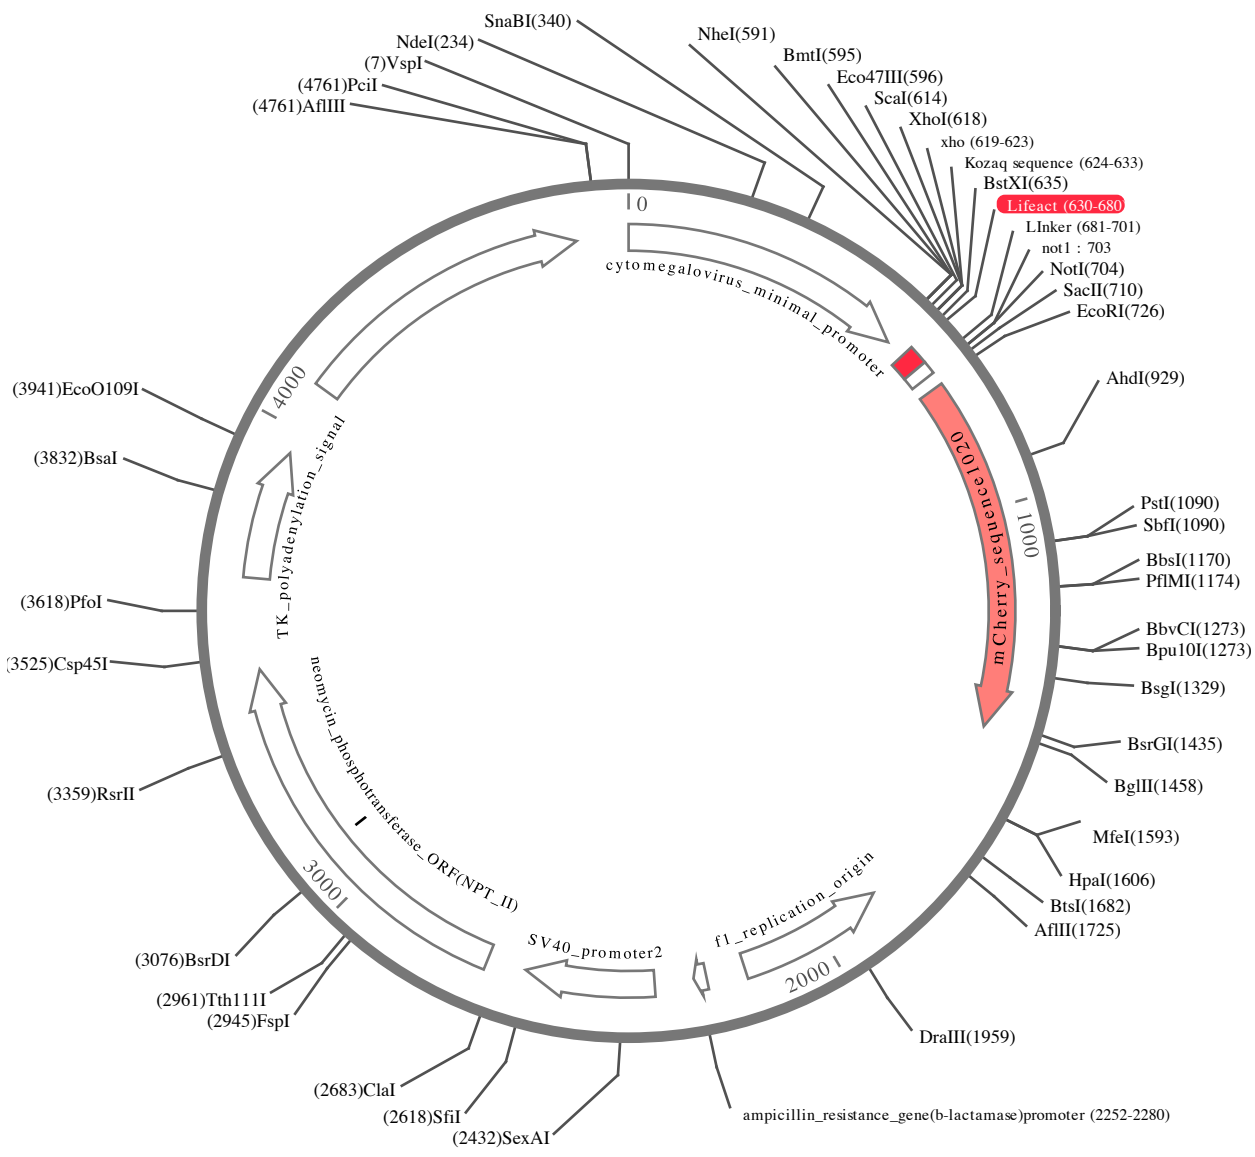 SnaBI(340)
NdeI(234)
(7)VspI
(4761)PciI
(4761)AflIII
NheI(591)
BmtI(595)
Eco47III(596)
ScaI(614)
XhoI(618)
xho (619-623)
Kozaq sequence (624-633)
BstXI(635)
Lifeact (630-680
LInker (681-701)
not1 : 703
NotI(704)
SacII(710)
EcoRI(726)
AhdI(929)
PstI(1090)
SbfI(1090)
BbsI(1170)
PflMI(1174)
BbvCI(1273)
Bpu10I(1273)
BsgI(1329)
BsrGI(1435)
BglII(1458)
MfeI(1593)
HpaI(1606)
BtsI(1682)
AflII(1725)
DraIII(1959)
ampicillin_resistance_gene(b-lactamase)promoter (2252-2280)
(2432)SexAI
(2618)SfiI
(2683)ClaI
(2945)FspI
(2961)Tth111I
(3076)BsrDI
(3359)RsrII
(3525)Csp45I
(3618)PfoI
(3832)BsaI
(3941)EcoO109I
0
1000
2000
3000
4000
cytomegalovirus_minimal_promoter
mCherry_sequence1020
f1_replication_origin
SV40_promoter2
neomycin_phosphotransferase_ORF(NPT_II)
TK_polyadenylation_signal